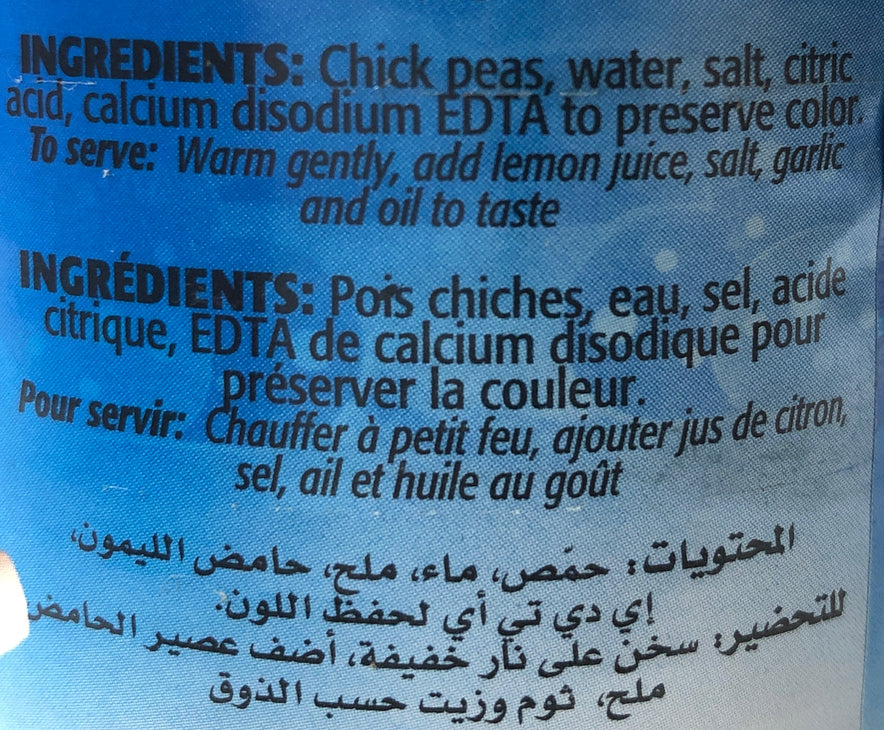 INGREDIENTS: Chick peas, water, salt, citric
acid, calcium disodium EDTA to preserve color.
To serve: Warm gently, add lemon juice, salt, garlic
and oil to taste
INGRÉDIENTS: Pois chiches, eau, sel, acide
citrique, EDTA de calcium disodique pour
préserver la couleur.
Pour servir: Chauffer à petit feu, ajouter jus de citron,
sel, ail et huile au goût
المحتويات: حمّص، ماء، ملح، حامض الليمون،
إي دي تي أي لحفظ اللون.
للتحضير: سخن على نار خفيفة، أضف عصير الحامض
ملح، ثوم وزيت حسب الذوق